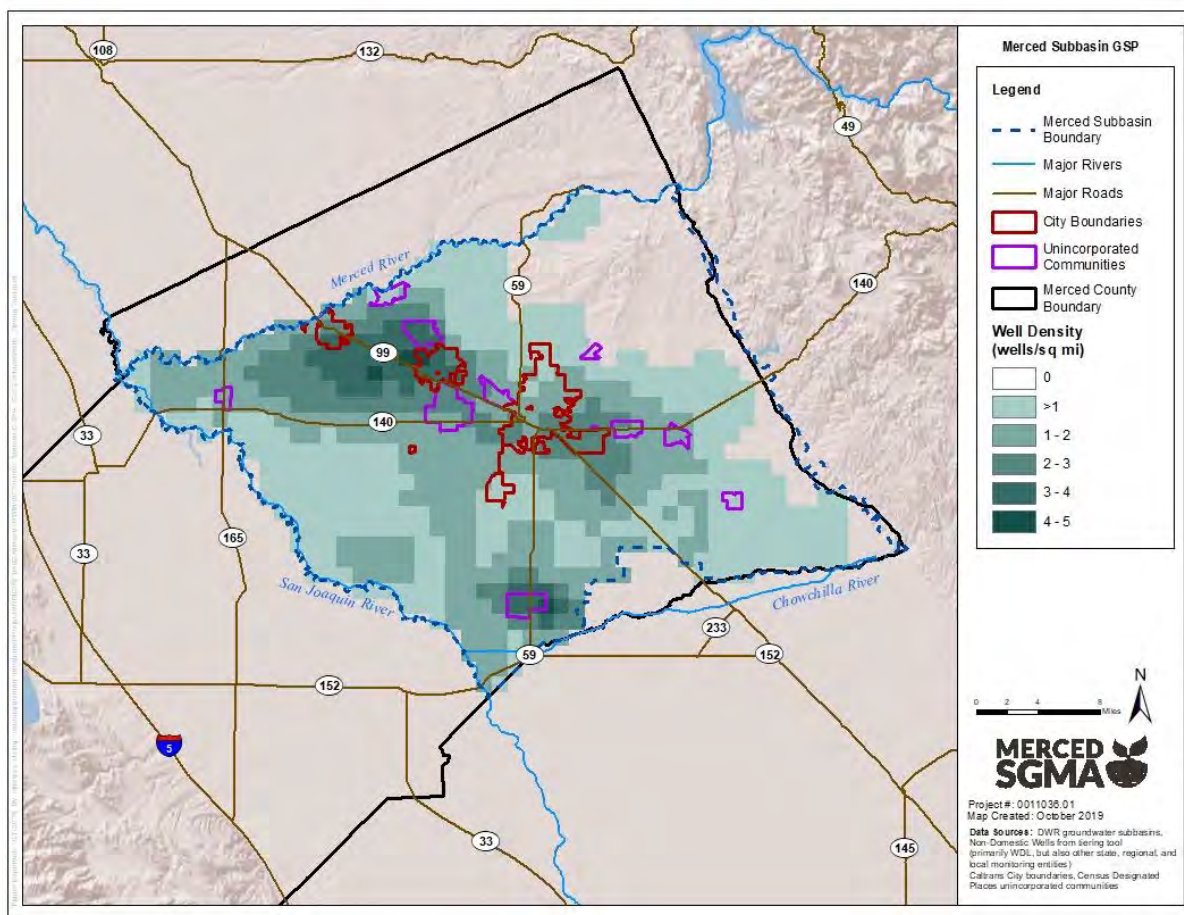 Merced Subbasin GSP
Legend
Merced Subbasin
Boundary
Major Rivers
Major Roads
City Boundaries
Unincorporated
Communities
Merced County
Boundary
Well Density
(wells/sq mi)
0
>1
1 - 2
2 - 3
3 - 4
4 - 5
108
132
49
Merced River
59
140
99
140
33
165
33
San Joaquin River
Chowchilla River
233
59
152
152
5
33
145
N
0 2 4 8
Miles
MERCED
SGMA
Project #: 0011036.01
Map Created: October 2019
Data Sources: DWR groundwater subbasins,
Non-Domestic Wells from tiering tool
(primarily WDL, but also other state, regional, and
local monitoring entities)
Caltrans City boundaries, Census Designated
Places unincorporated communities